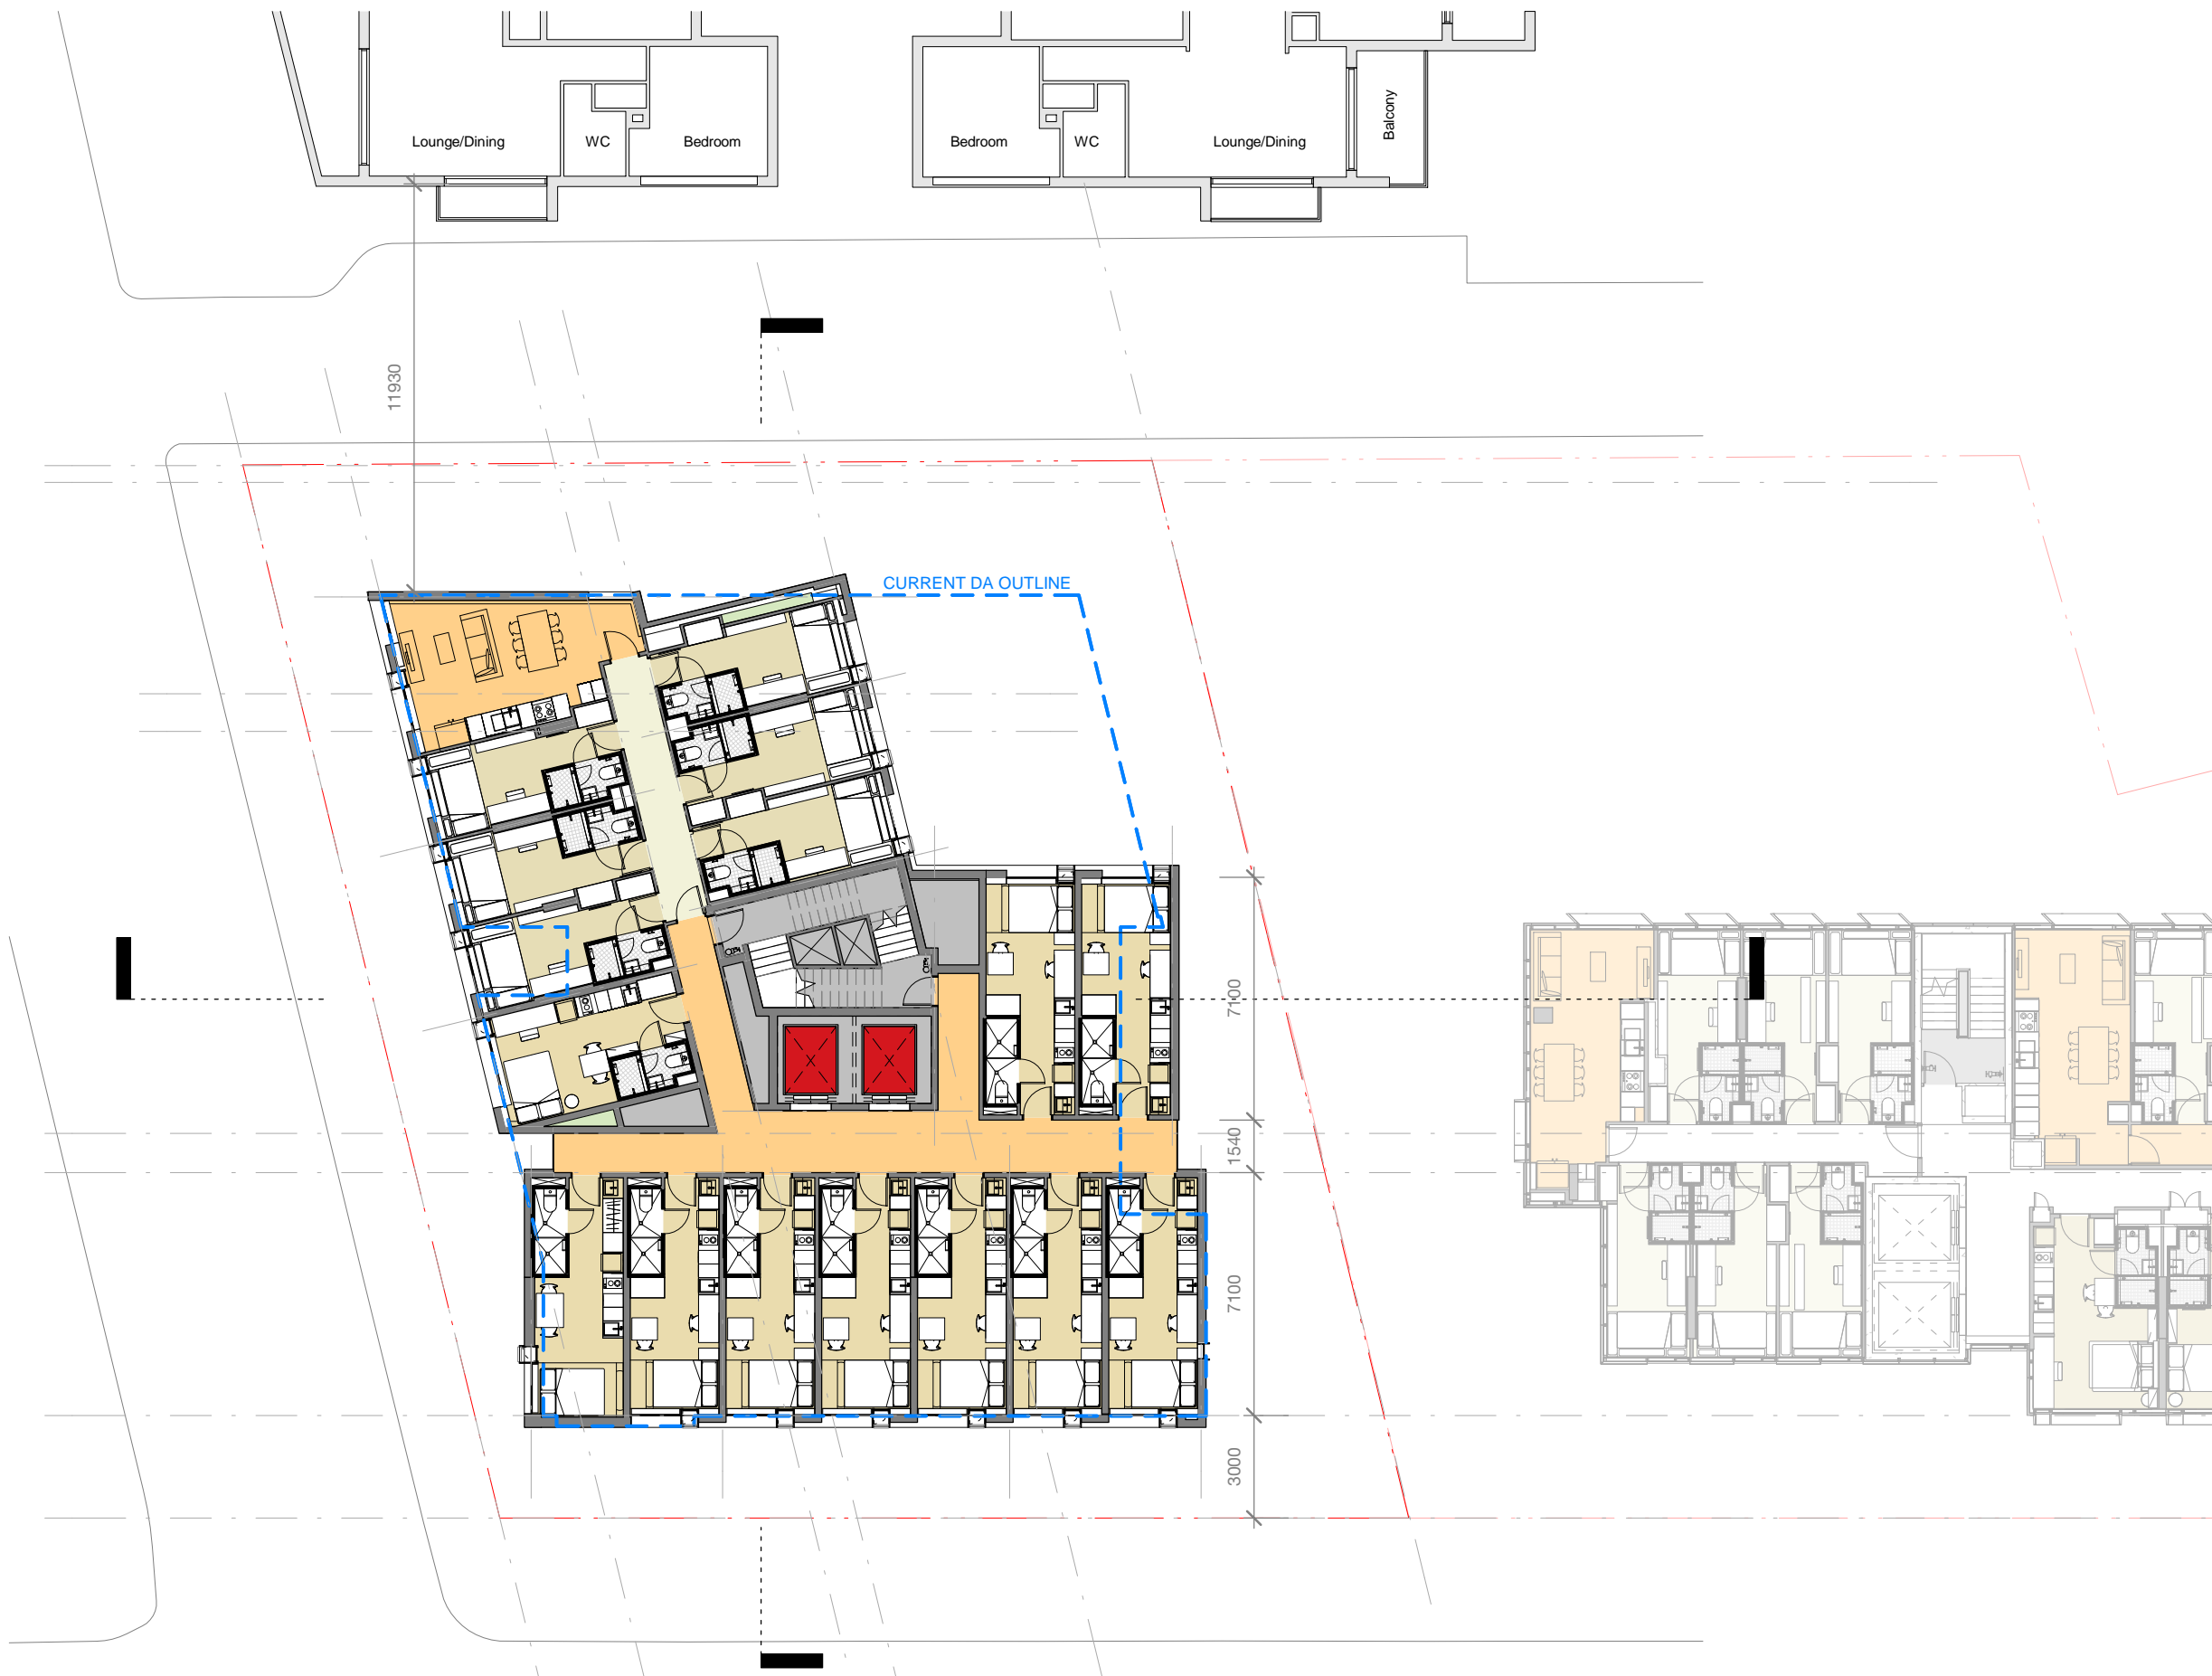 Balcony
Lounge/Dining
WC
Bedroom
Bedroom
WC
Lounge/Dining
11930
CURRENT DA OUTLINE
7100
1540
7100
3000